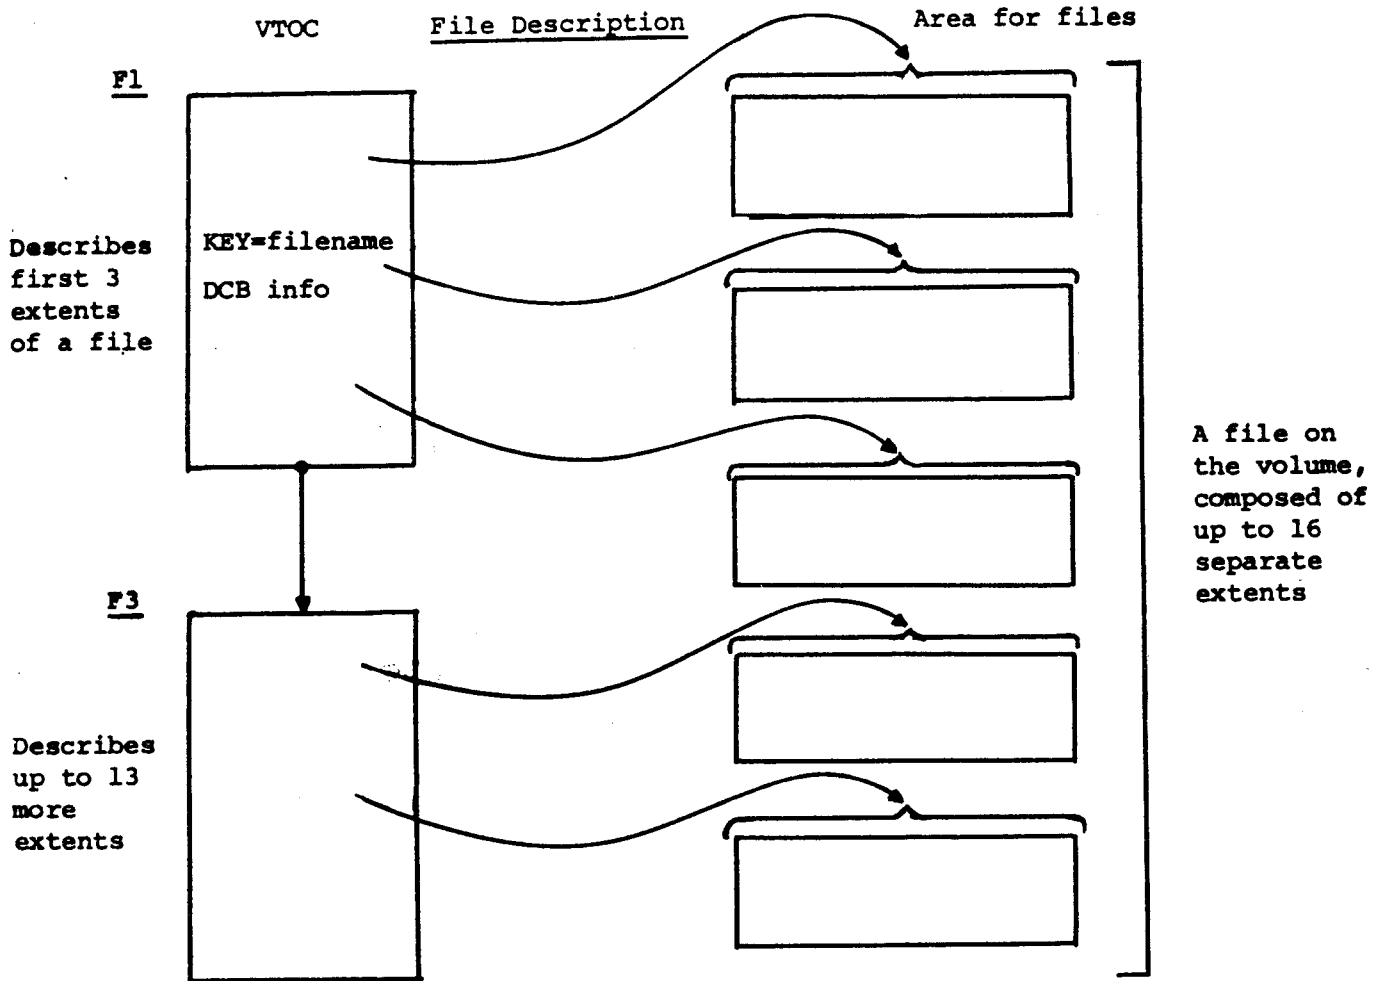 VTOC
File Description
Area for files
F1
Describes
first 3
extents
of a file
KEY=filename
DCB info
A file on
the volume,
composed of
up to 16
separate
extents
F3
Describes
up to 13
more
extents